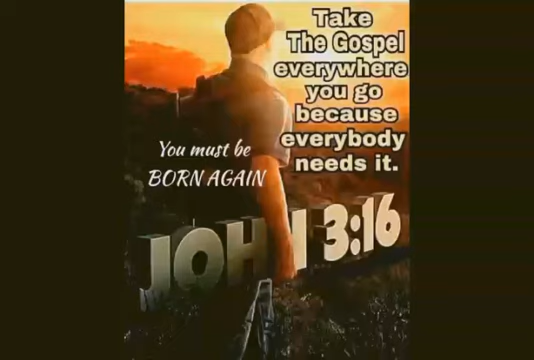 Take
The Gospel
everywhere
you go
because
everybody
needs it.
You must be
BORN AGAIN
JOHN 3:16